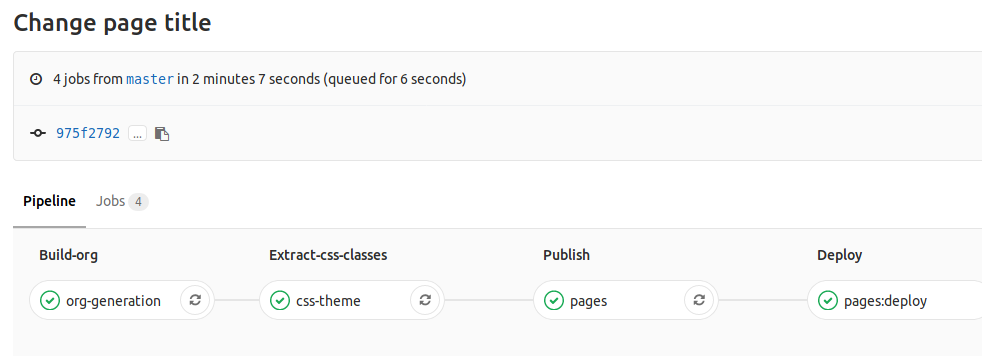 Change page title
4 jobs from master in 2 minutes 7 seconds (queued for 6 seconds)
975f2792 ...
Pipeline Jobs 4
Build-org Extract-css-classes Publish Deploy
org-generation css-theme pages pages:deploy